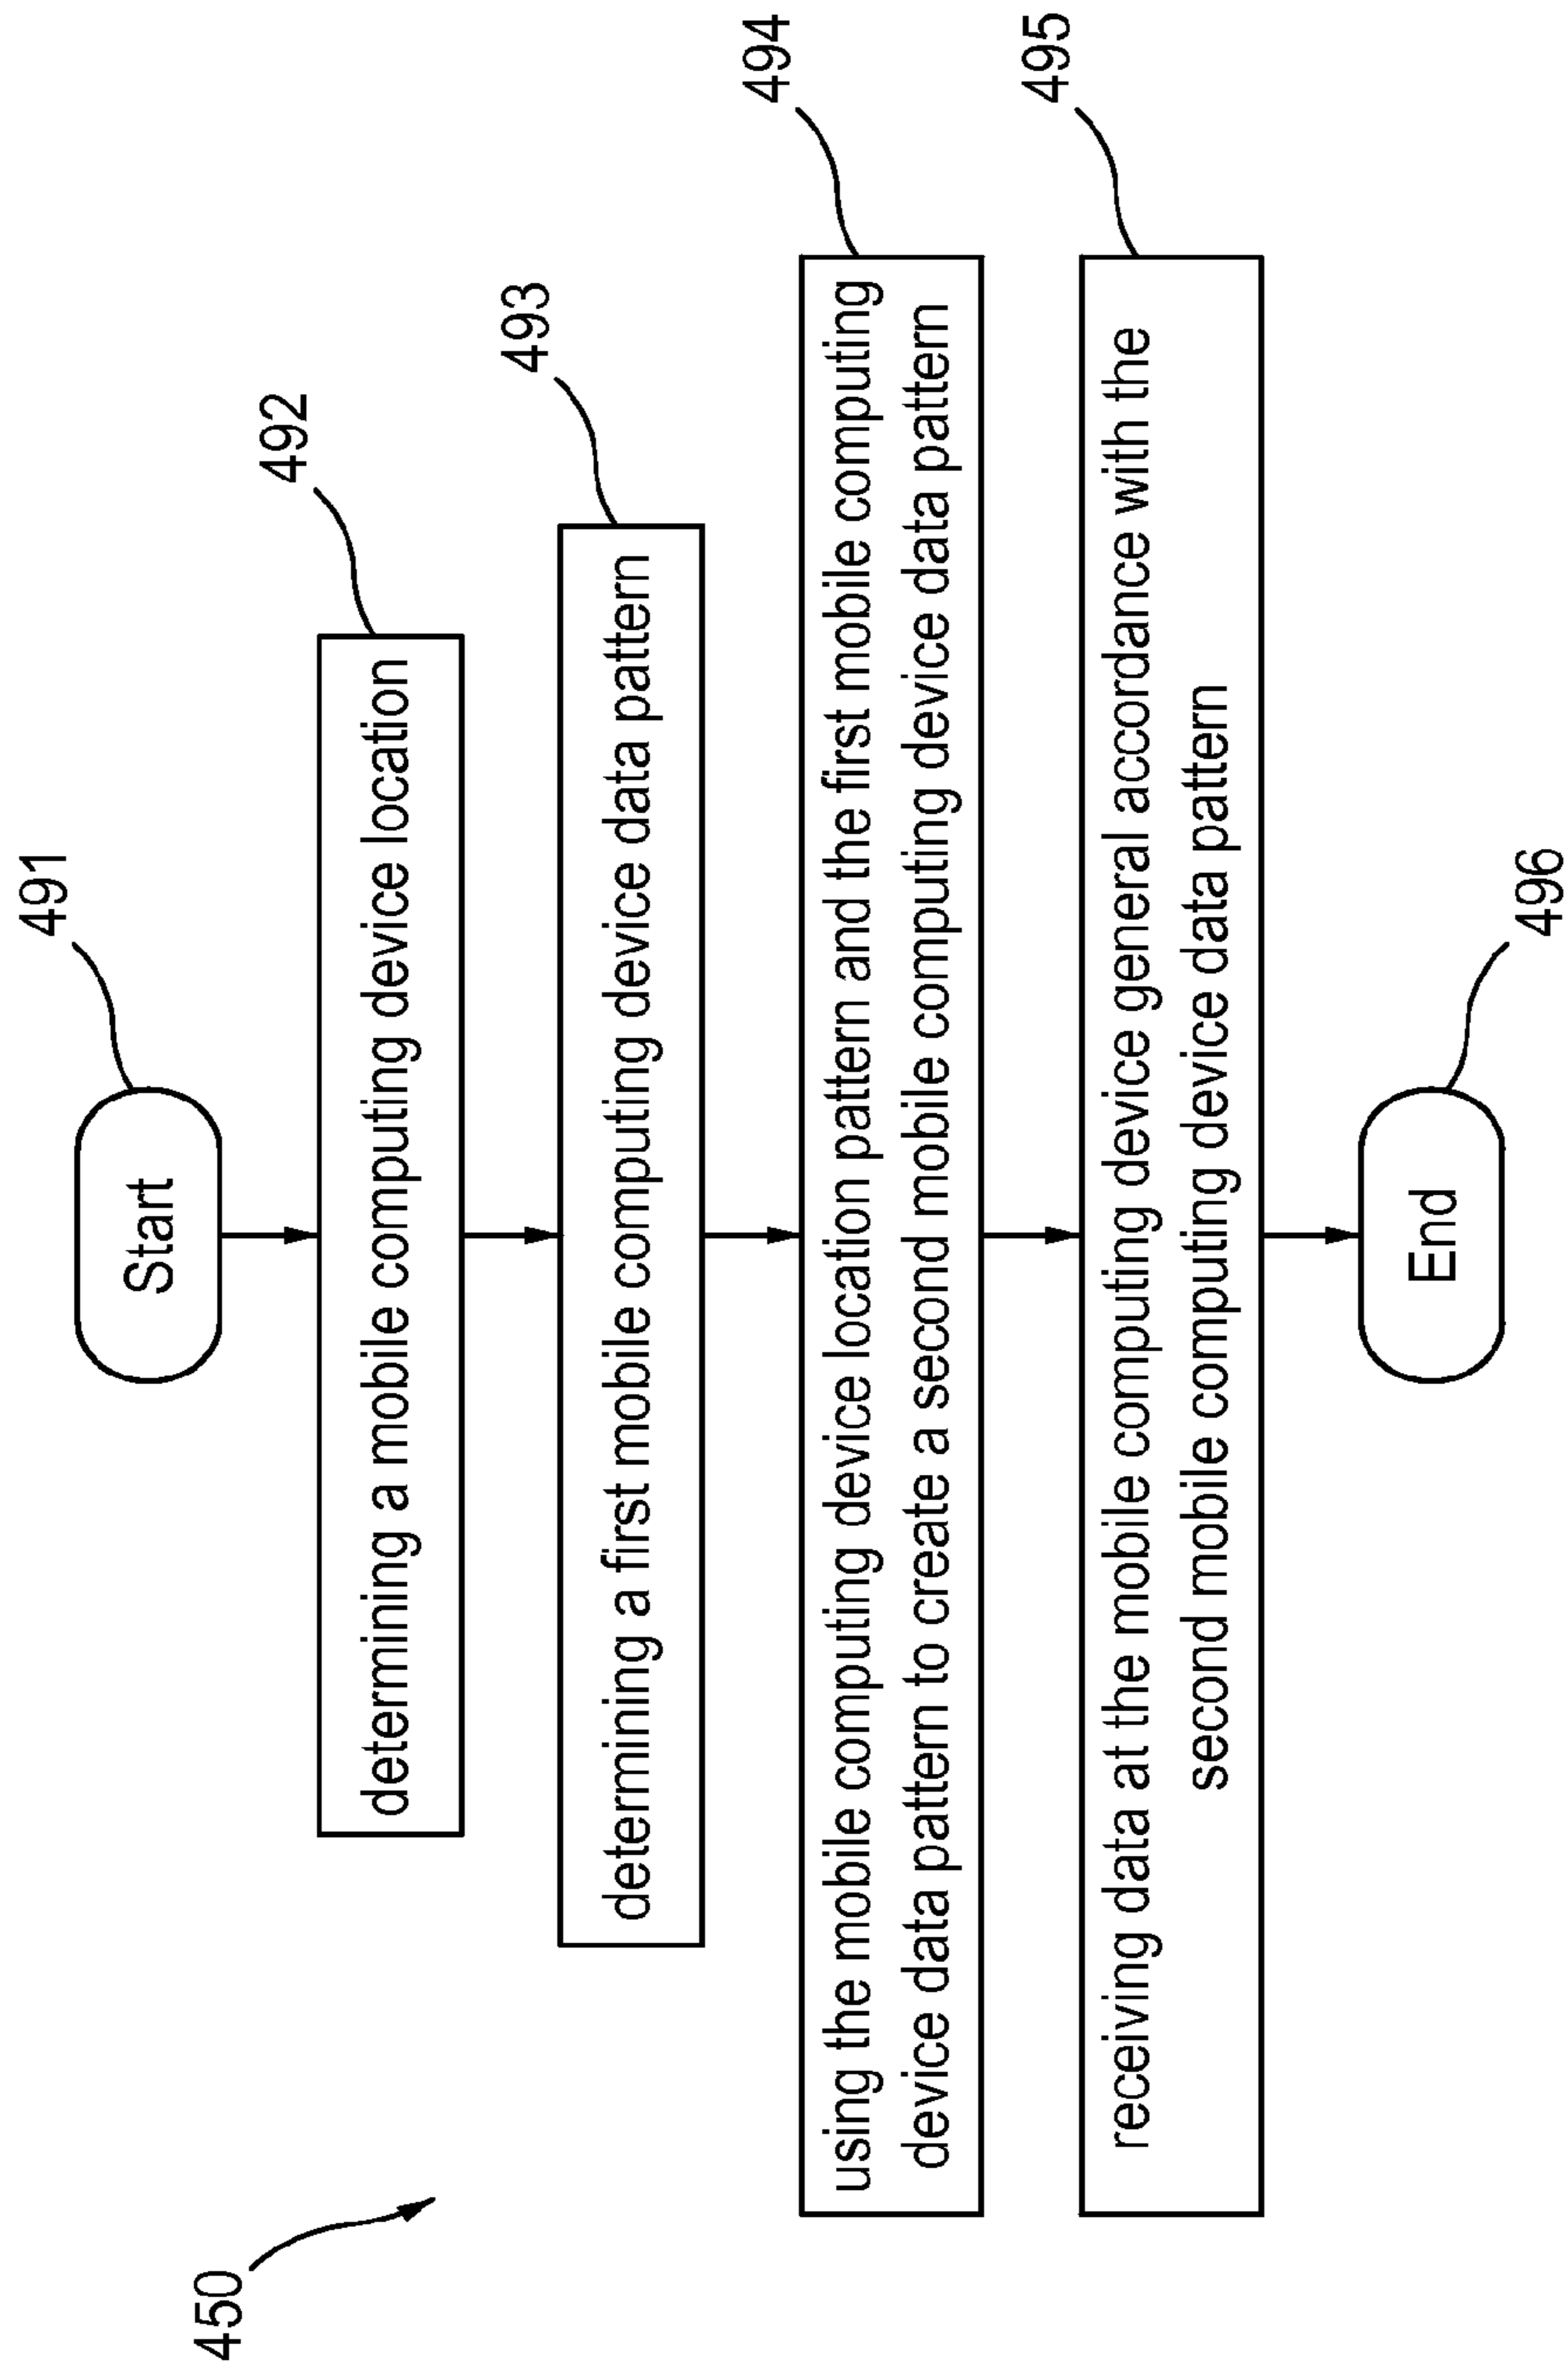 450
Start
491
determining a mobile computing device location
492
determining a first mobile computing device data pattern
493
using the mobile computing device location pattern and the first mobile computing
device data pattern to create a second mobile computing device data pattern
494
receiving data at the mobile computing device general accordance with the
second mobile computing device data pattern
495
End
496